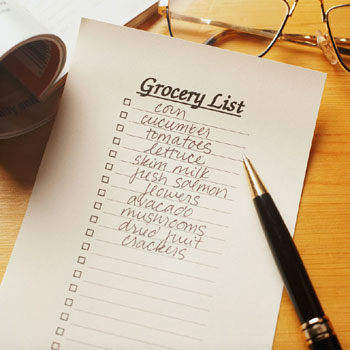 Grocery List
corn
cucumber
tomatoes
lettuce
skim milk
fresh salmon
flowers
avacado
mushrooms
dried fruit
crackers